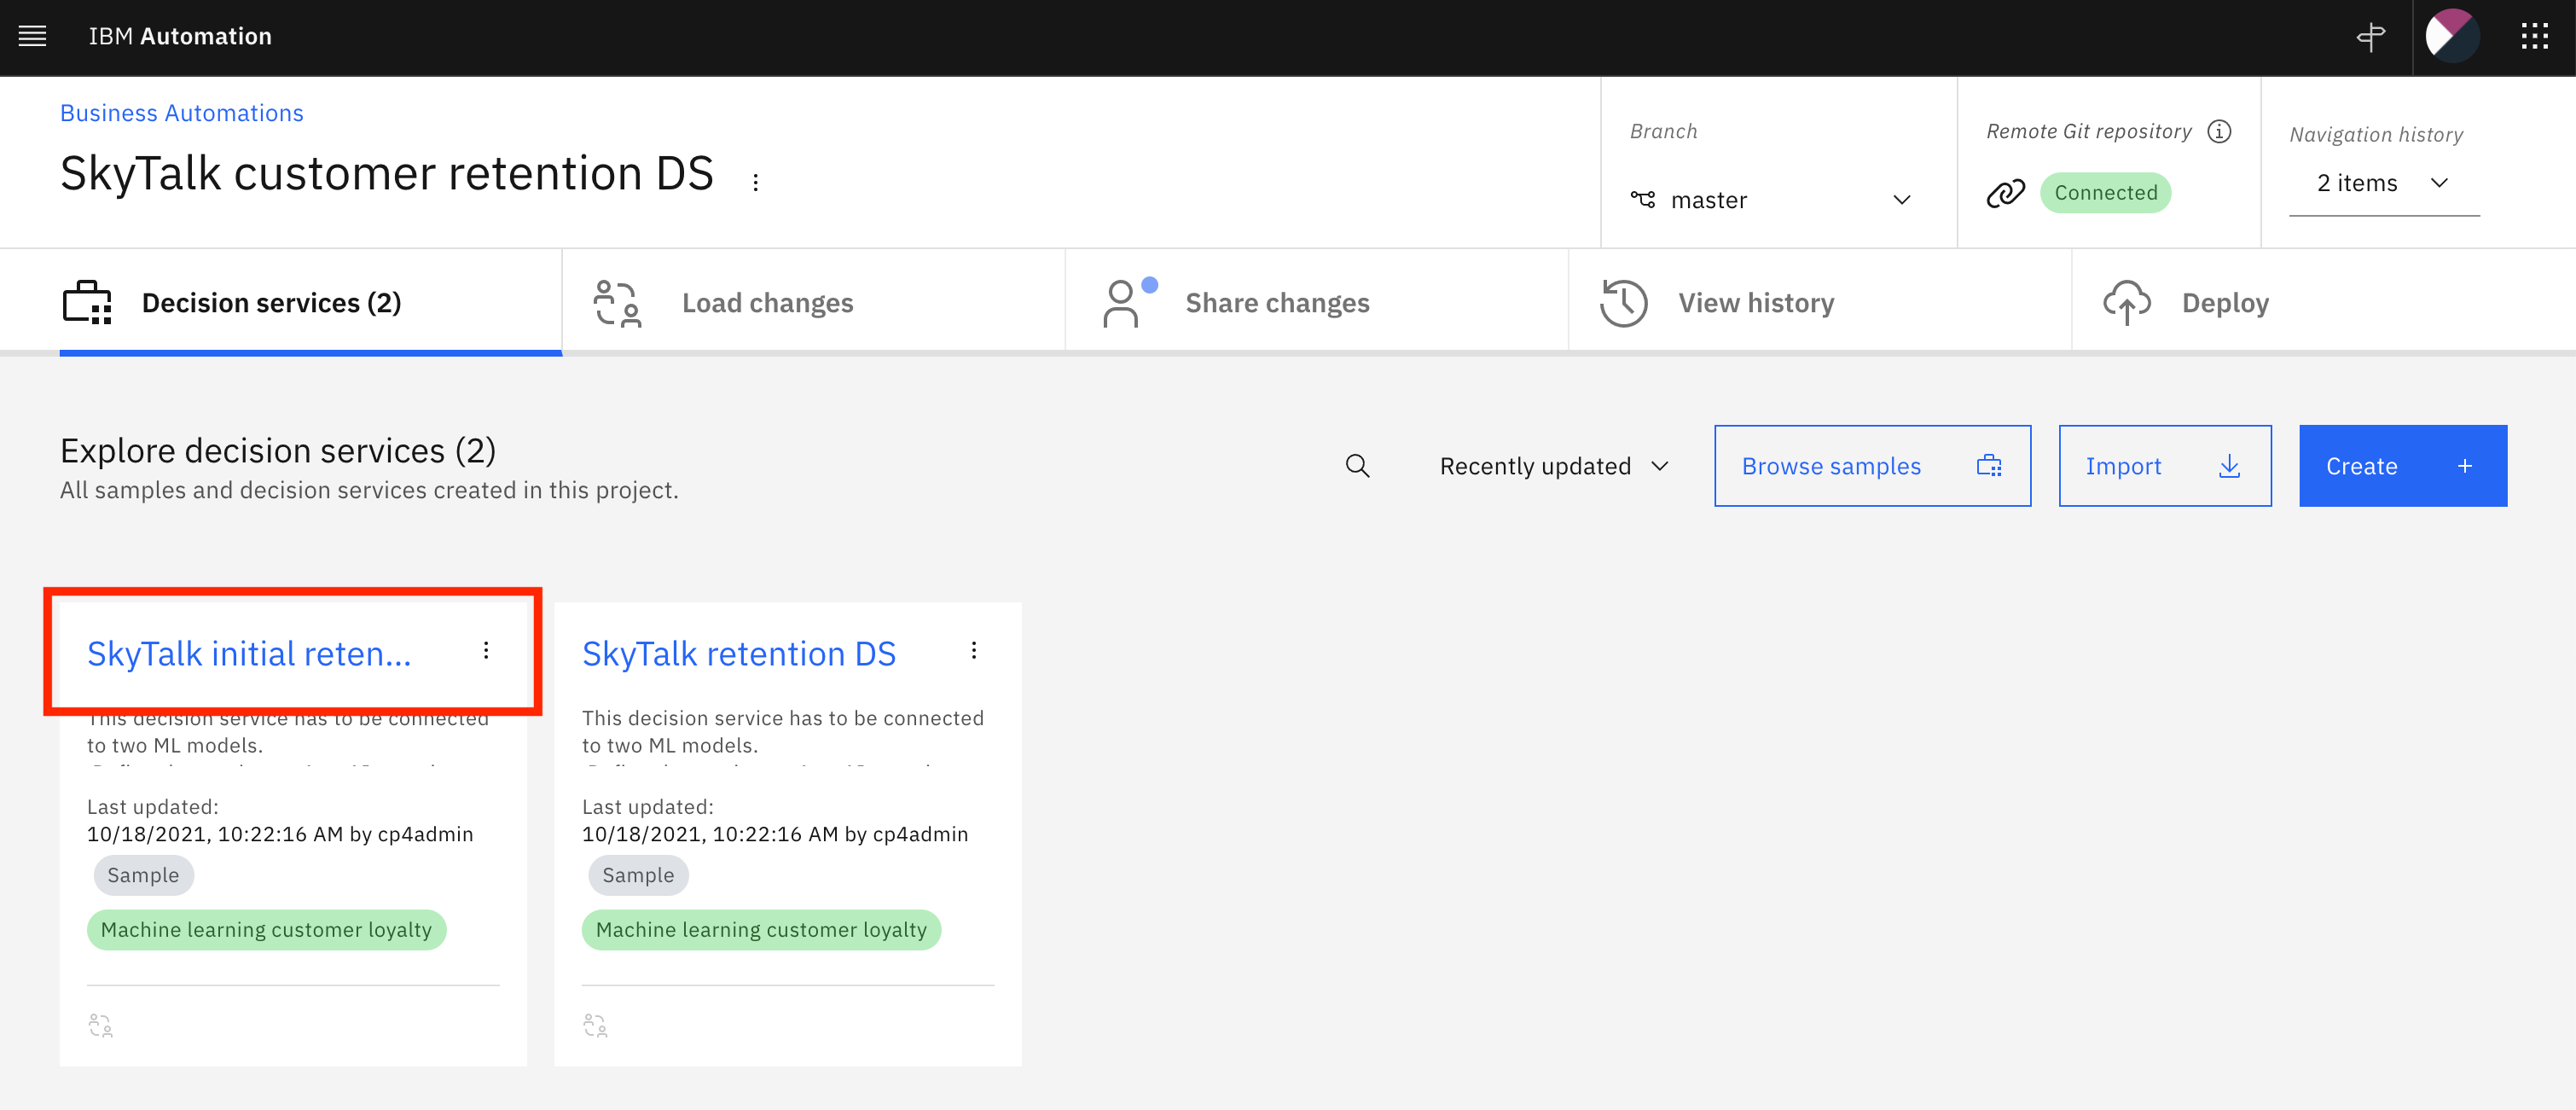 IBM Automation
Business Automations
SkyTalk customer retention DS
Branch
master
Remote Git repository
Connected
Navigation history
2 items
Decision services (2)
Load changes
Share changes
View history
Deploy
Explore decision services (2)
All samples and decision services created in this project.
Recently updated
Browse samples
Import
Create
SkyTalk initial reten...
This decision service has to be connected
to two ML models.
Last updated:
10/18/2021, 10:22:16 AM by cp4admin
Sample
Machine learning customer loyalty
SkyTalk retention DS
This decision service has to be connected
to two ML models.
Last updated:
10/18/2021, 10:22:16 AM by cp4admin
Sample
Machine learning customer loyalty